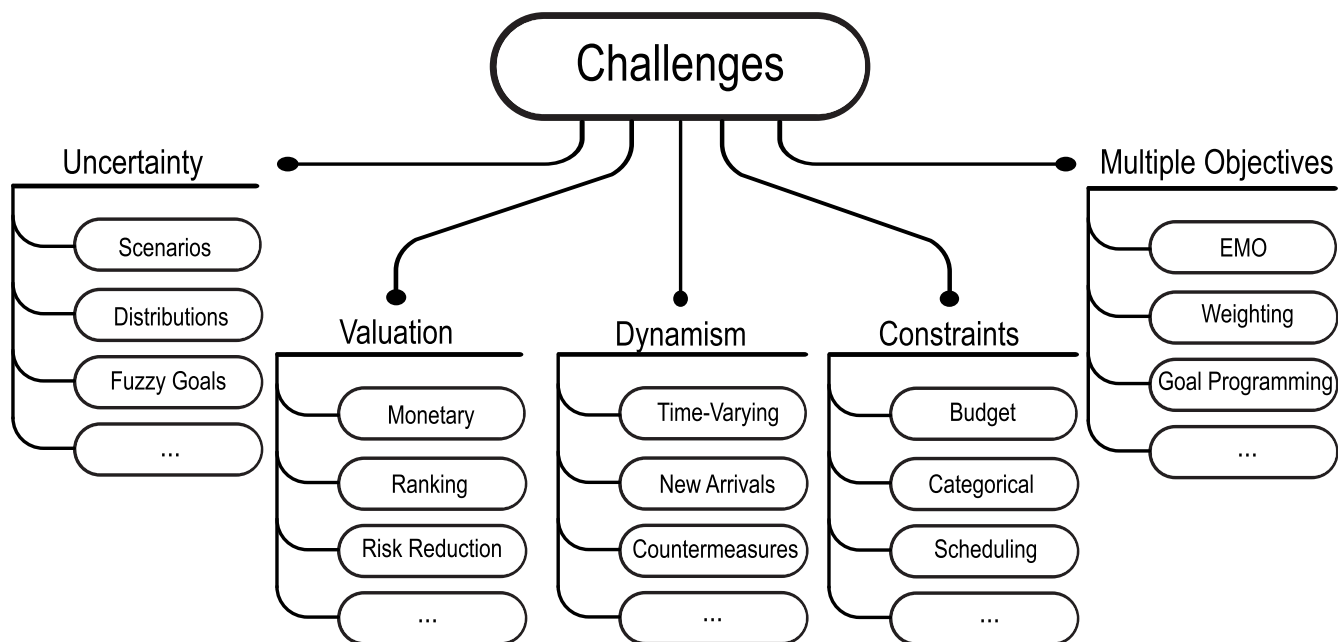 Challenges
Uncertainty
Scenarios
Distributions
Fuzzy Goals
...
Valuation
Monetary
Ranking
Risk Reduction
...
Dynamism
Time-Varying
New Arrivals
Countermeasures
...
Constraints
Budget
Categorical
Scheduling
...
Multiple Objectives
EMO
Weighting
Goal Programming
...